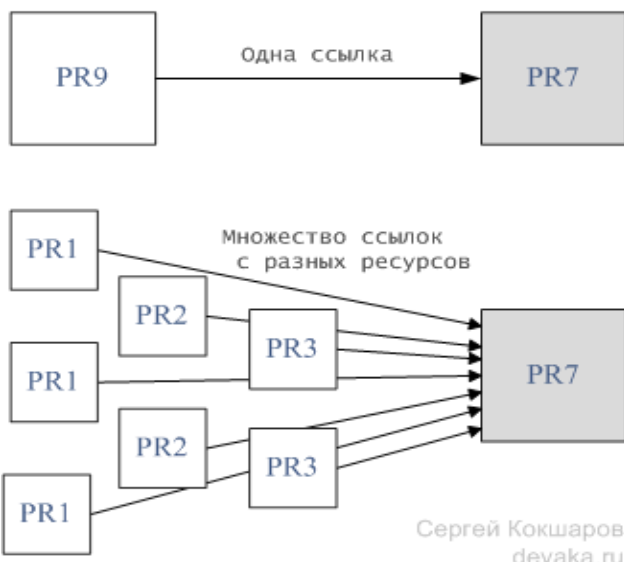 PR9
Одна ссылка
PR7
Множество ссылок
с разных ресурсов
PR1
PR2
PR3
PR1
PR7
PR2
PR3
PR1
Сергей Кокшаров
devaka.ru